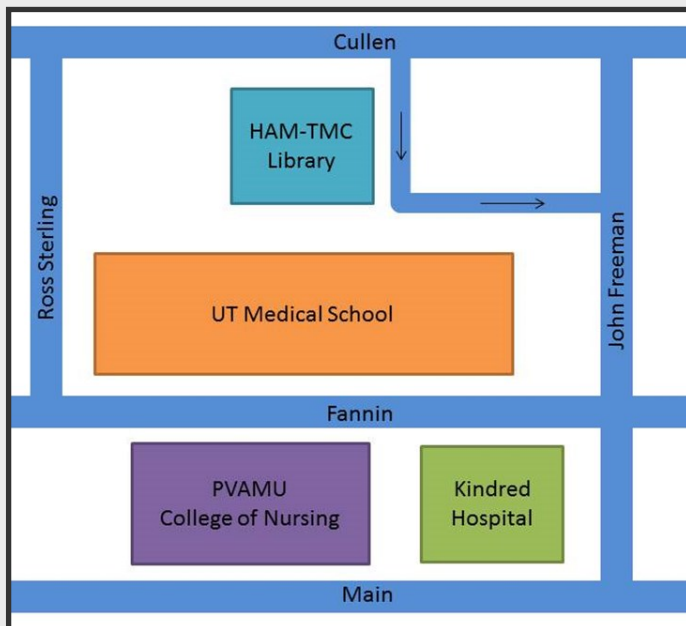 Cullen
HAM-TMC
Library
Ross Sterling
UT Medical School
John Freeman
Fannin
PVAMU
College of Nursing
Kindred
Hospital
Main